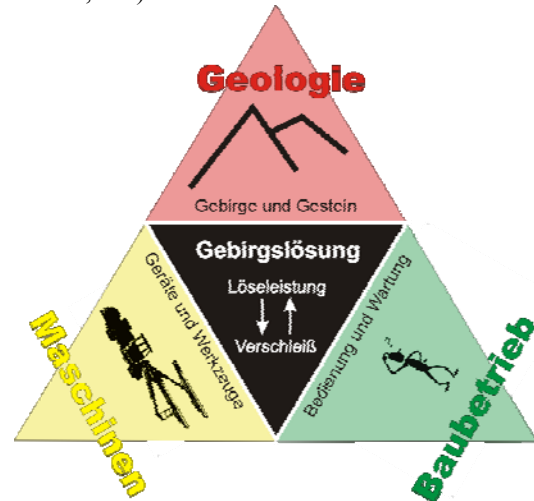 Geologie
Gebirge und Gestein
Gebirgslösung
Löseleistung
Verschleiß
Geräte und Werkzeuge
Maschinen
Bedienung und Wartung
?
Baubetrieb